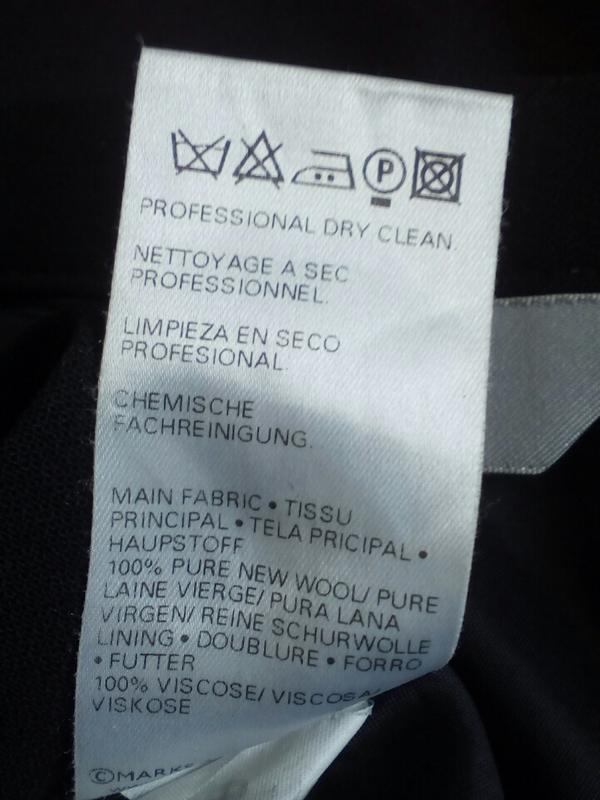 P
PROFESSIONAL DRY CLEAN.
NETTOYAGE A SEC
PROFESSIONNEL.
LIMPIEZA EN SECO
PROFESIONAL.
CHEMISCHE
FACHREINIGUNG.
MAIN FABRIC • TISSU
PRINCIPAL • TELA PRICIPAL •
HAUPSTOFF
100% PURE NEW WOOL/ PURE
LAINE VIERGE/ PURA LANA
VIRGEN/ REINE SCHURWOLLE
LINING • DOUBLURE • FORRO
• FUTTER
100% VISCOSE/ VISCOSA/
VISKOSE
©MARKS